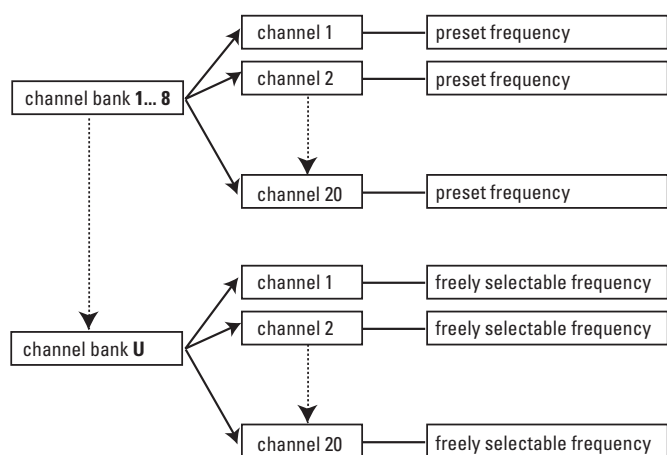 channel 1 preset frequency
channel 2 preset frequency
channel bank 1... 8
channel 20 preset frequency
channel 1 freely selectable frequency
channel 2 freely selectable frequency
channel bank U
channel 20 freely selectable frequency